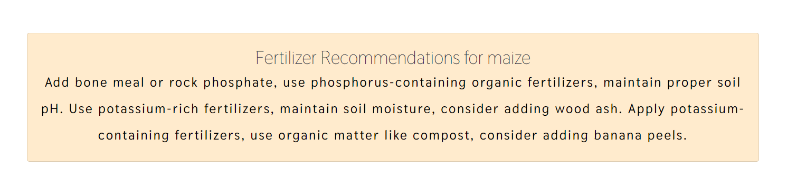 Fertilizer Recommendations for maize
Add bone meal or rock phosphate, use phosphorus-containing organic fertilizers, maintain proper soil
pH. Use potassium-rich fertilizers, maintain soil moisture, consider adding wood ash. Apply potassium-
containing fertilizers, use organic matter like compost, consider adding banana peels.